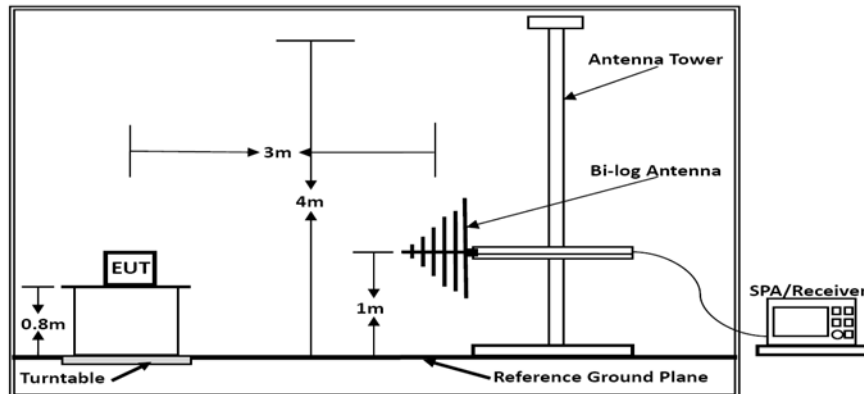 Antenna Tower
3m
Bi-log Antenna
4m
EUT
SPA/Receiver
0.8m
1m
Turntable
Reference Ground Plane